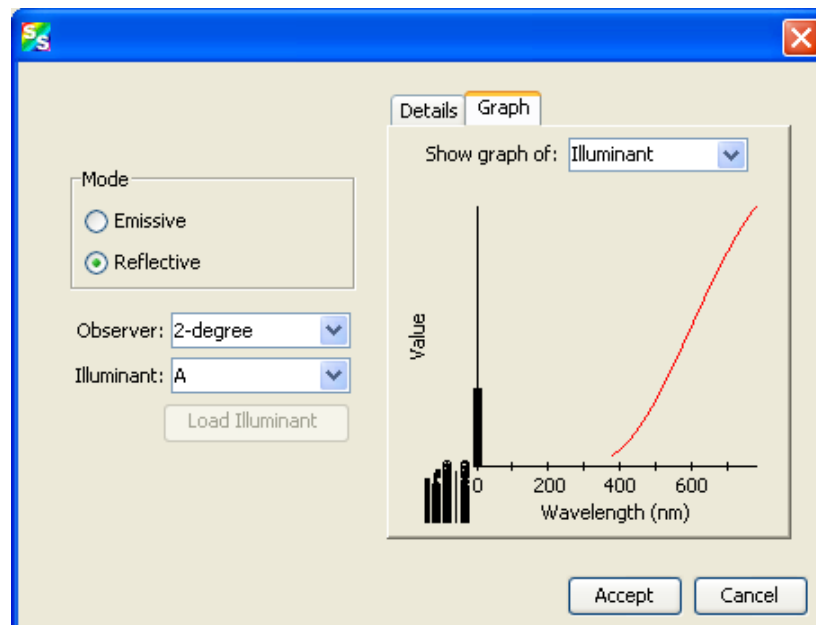 SS
Details Graph
Show graph of: Illuminant
Mode
Emissive
Reflective
Observer: 2-degree
Illuminant: A
Load Illuminant
Value
0 200 400 600
Wavelength (nm)
Accept Cancel